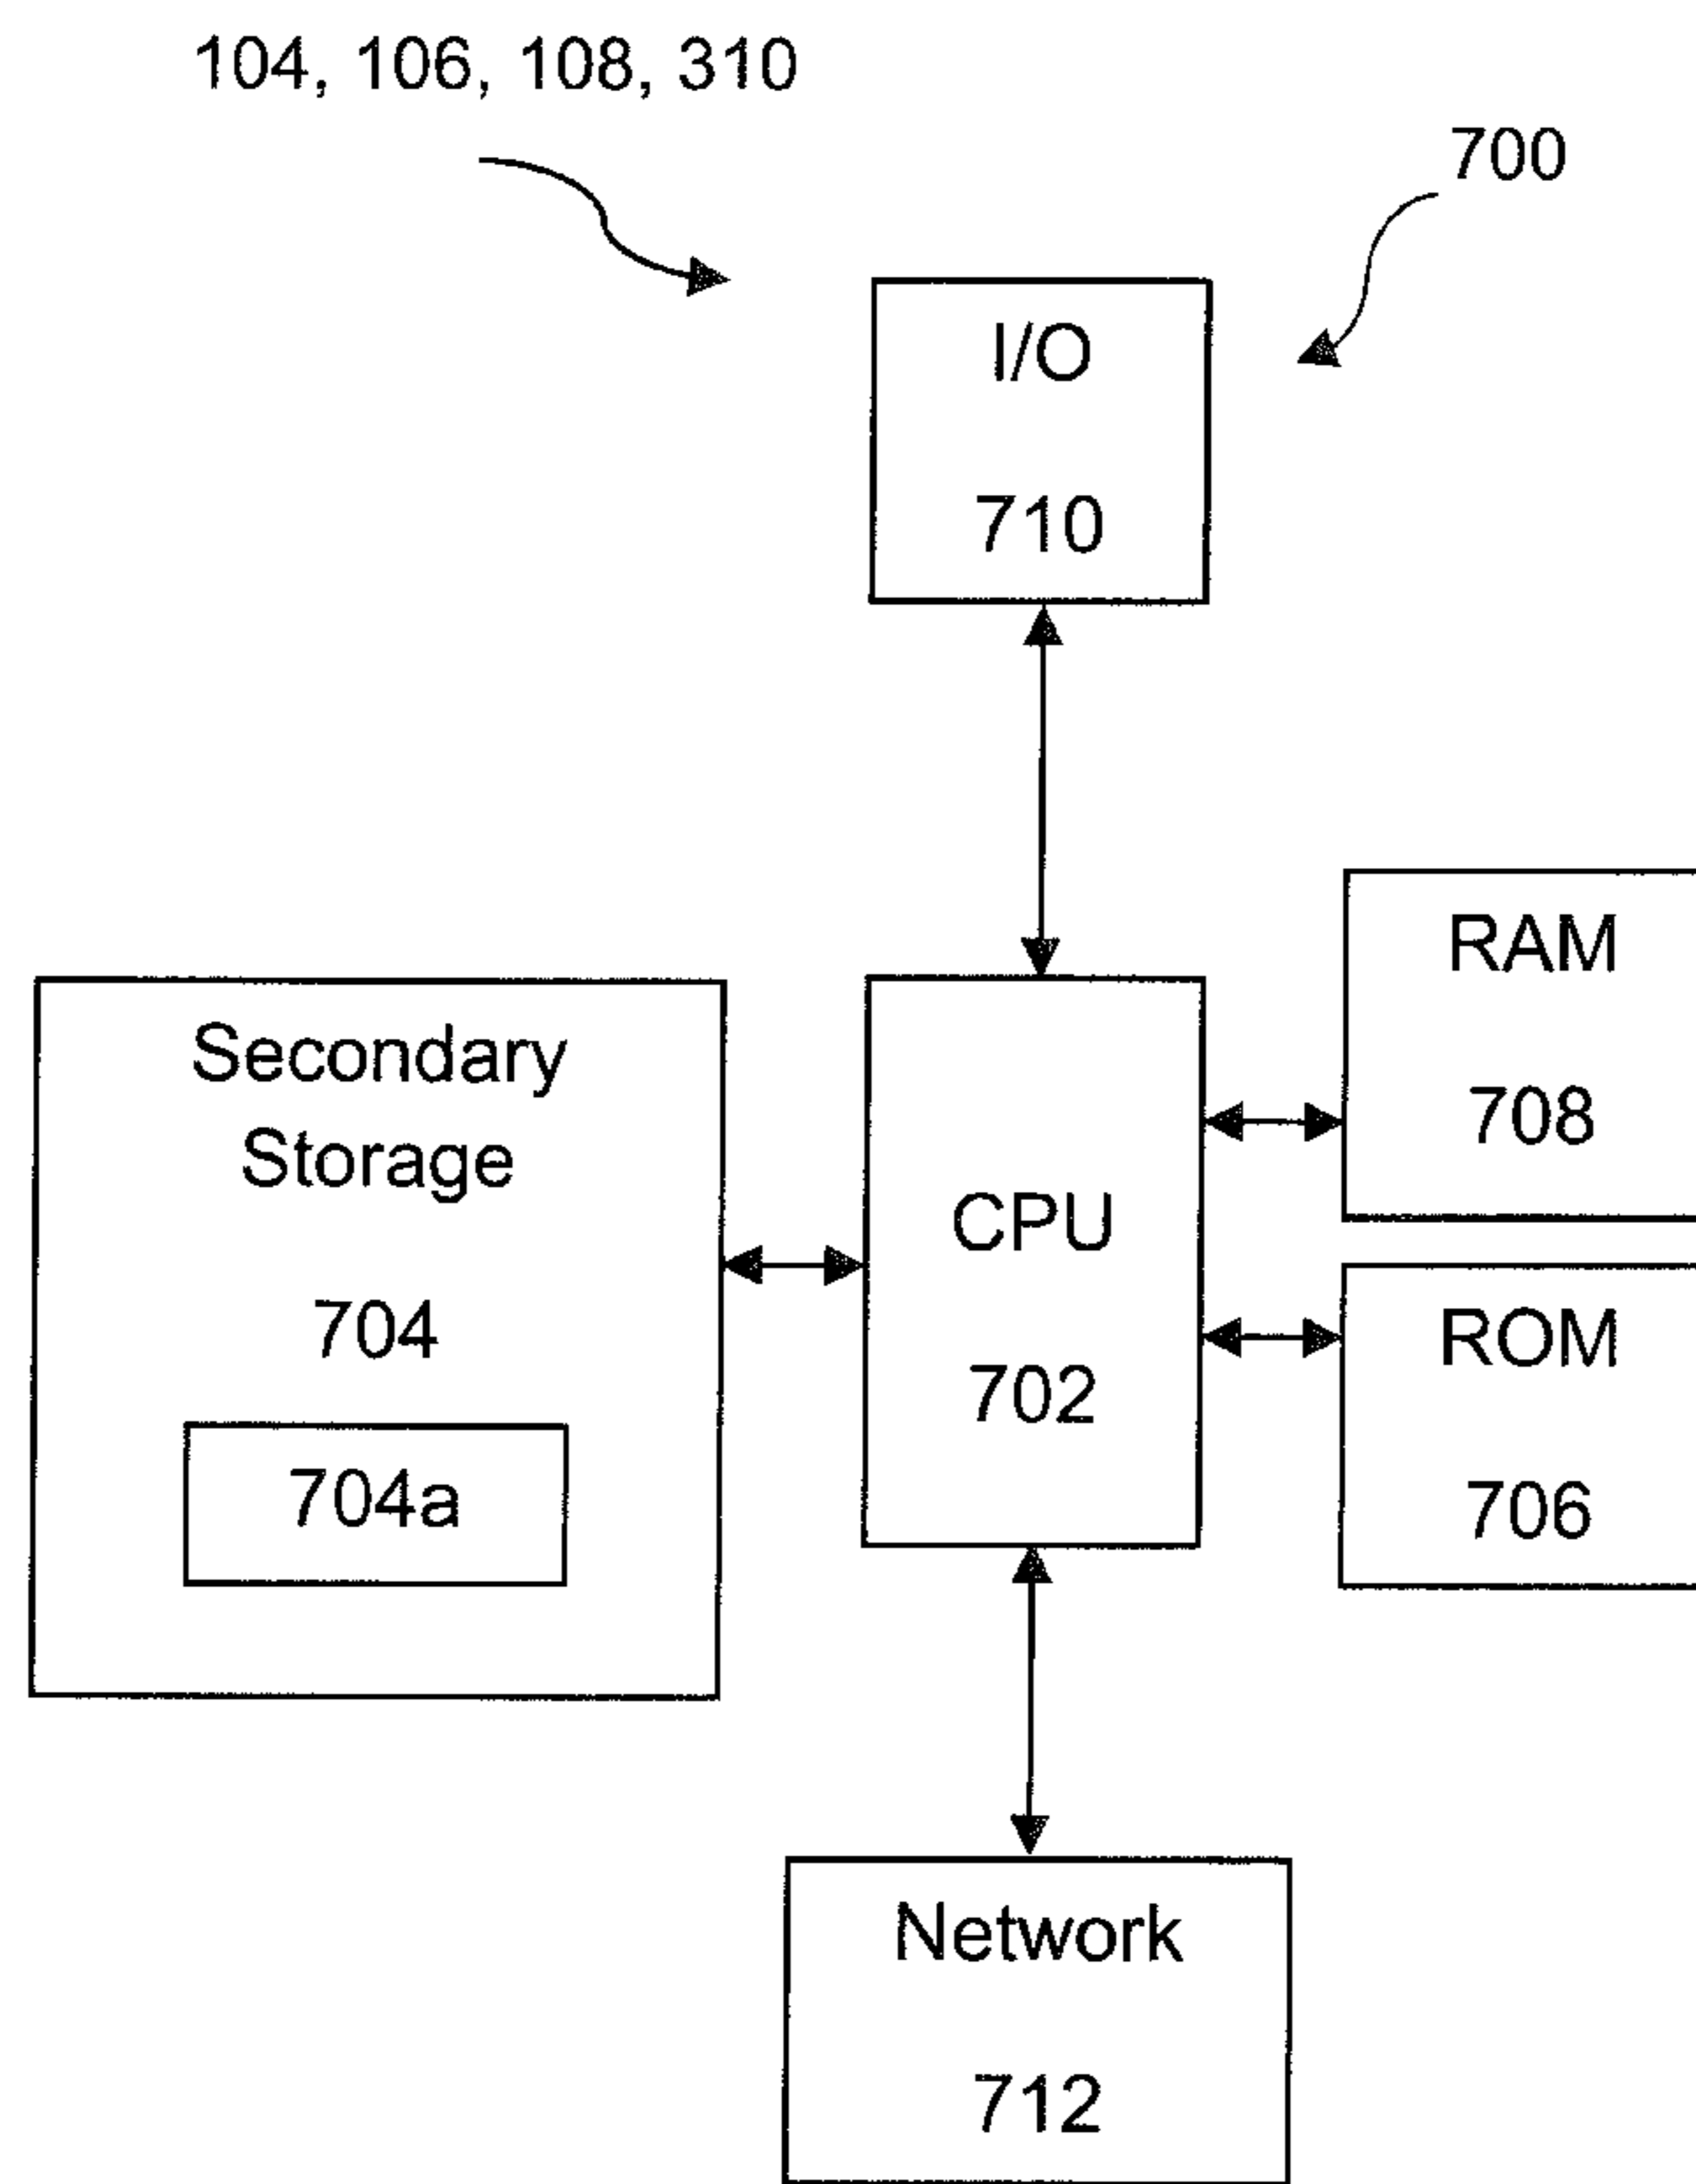 104, 106, 108, 310
700
I/O
710
RAM
708
Secondary
Storage
704
704a
CPU
702
ROM
706
Network
712